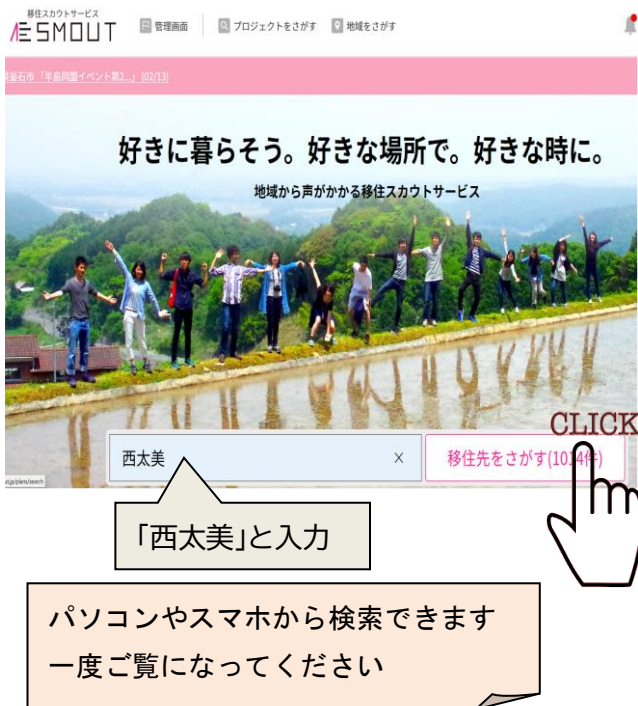 移住スカウトサービス
SMOUT
管理画面
プロジェクトをさがす
地域をさがす
釜石市 「半島同盟イベント第2...」 (02/13)
好きに暮らそう。好きな場所で。好きな時に。
地域から声がかかる移住スカウトサービス
CLICK
西太美 ×
移住先をさがす(1014件)
「西太美」と入力
パソコンやスマホから検索できます
一度ご覧になってください